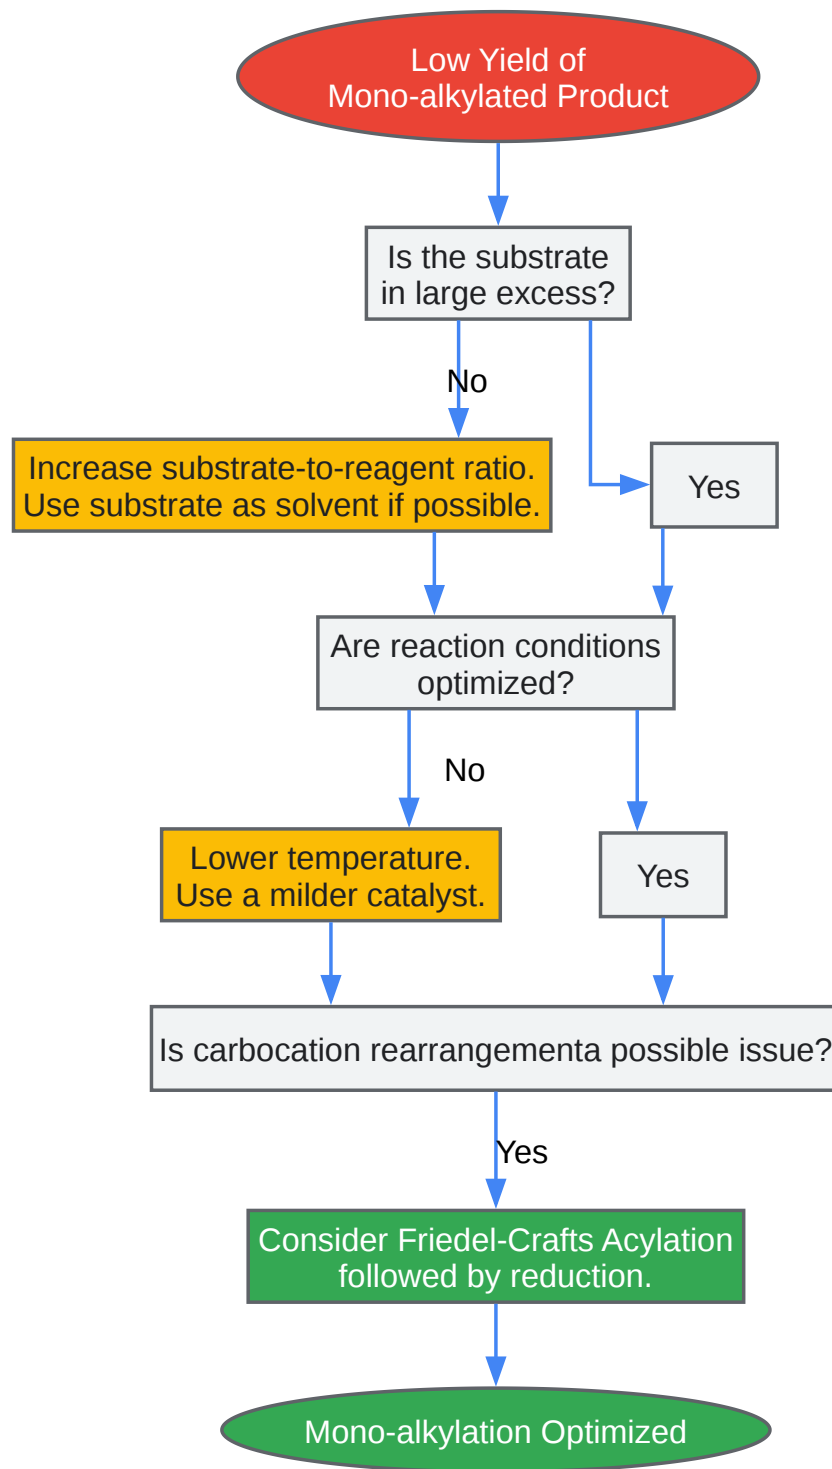 Low Yield of
Mono-alkylated Product
Is the substrate
in large excess?
No
Increase substrate-to-reagent ratio.
Use substrate as solvent if possible.
Yes
Are reaction conditions
optimized?
No
Lower temperature.
Use a milder catalyst.
Yes
Is carbocation rearrangementa possible issue?
Yes
Consider Friedel-Crafts Acylation
followed by reduction.
Mono-alkylation Optimized